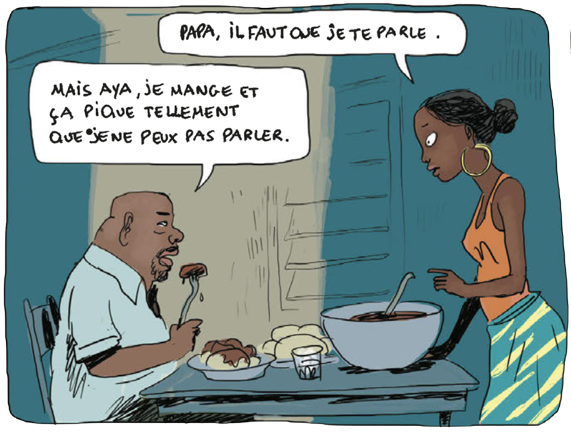 PAPA, iL FAUT QUE JE TE PARLE.
MAIS AYA, JE MANGE ET
ÇA PIQUE TELLEMENT
QUE JE NE PEUX PAS PARLER.